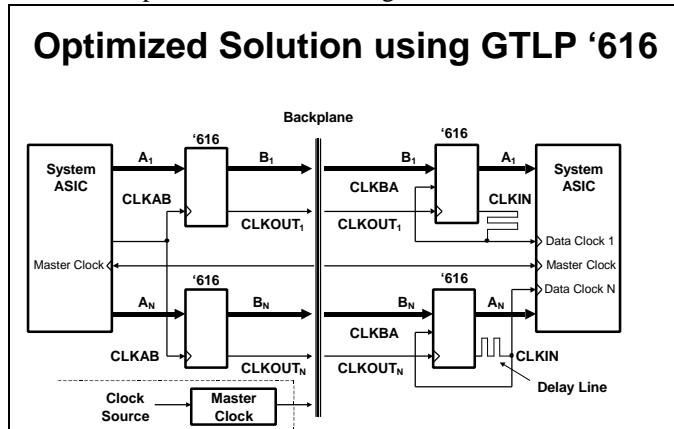 Optimized Solution using GTLP ‘616
Backplane
‘616
‘616
System
ASIC
A1
B1
B1
A1
System
ASIC
CLKAB
CLKBA
CLKIN
CLKOUT1
CLKOUT1
Data Clock 1
Master Clock
Master Clock
Data Clock N
‘616
‘616
AN
BN
BN
AN
CLKBA
CLKAB
CLKOUTN
CLKOUTN
CLKIN
Delay Line
Clock
Source
Master
Clock